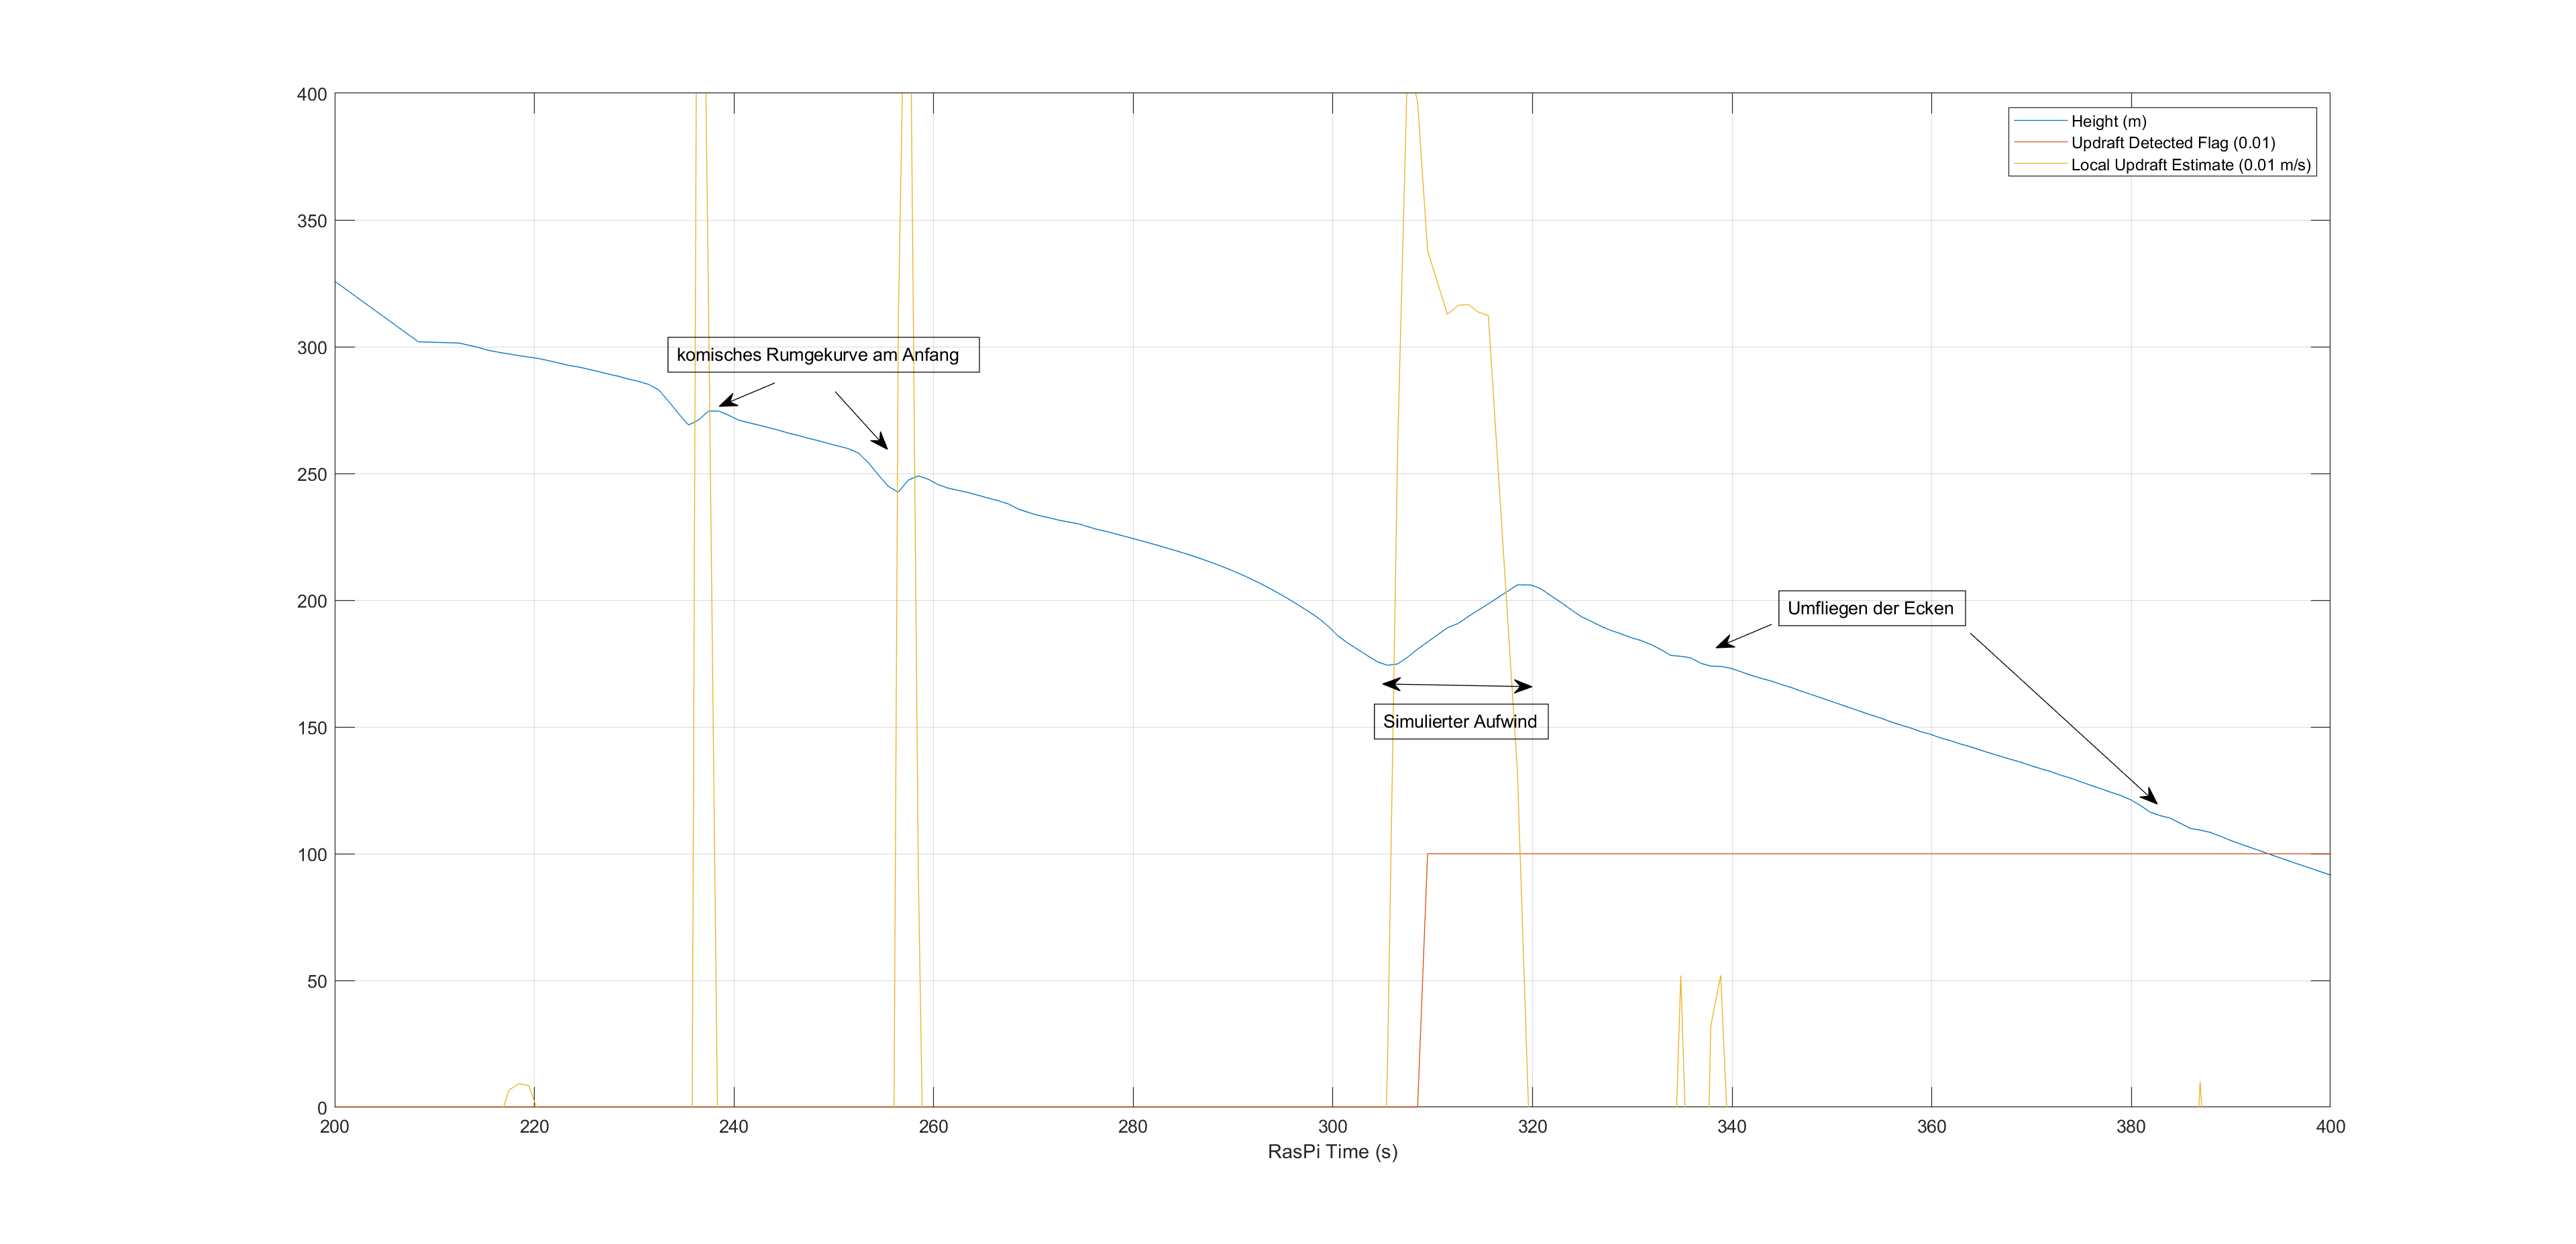 400
350
300
250
200
150
100
50
0
Height (m)
Updraft Detected Flag (0.01)
Local Updraft Estimate (0.01 m/s)
komisches Rumgekurve am Anfang
Umfliegen der Ecken
Simulierter Aufwind
200 220 240 260 280 300 320 340 360 380 400
RasPi Time (s)